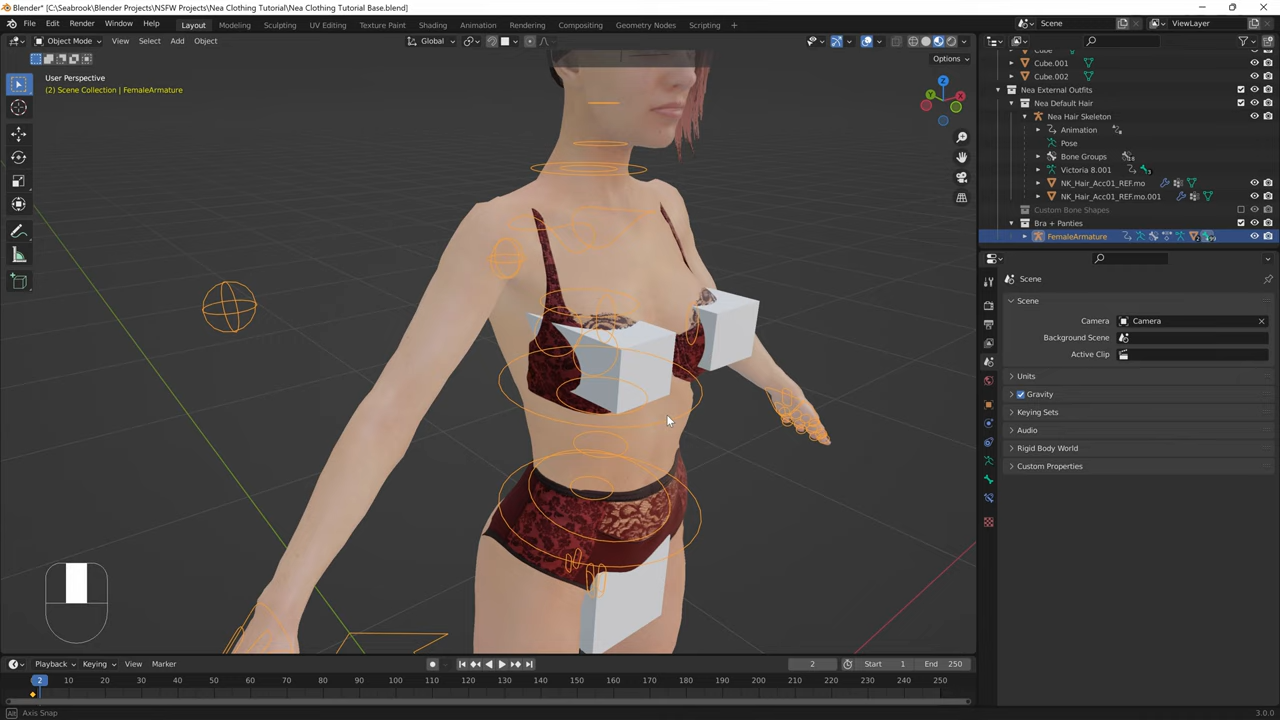 Blender* [C:\Seabrook\Blender Projects\NSFW Projects\Nea Clothing Tutorial\Nea Clothing Tutorial Base.blend]
File Edit Render Window Help Layout Modeling Sculpting UV Editing Texture Paint Shading Animation Rendering Compositing Geometry Nodes Scripting + Scene ViewLayer
Object Mode View Select Add Object Global
Options
User Perspective
(2) Scene Collection | FemaleArmature
Z
Y
X
Cube
Cube.001
Cube.002
Nea External Outfits
Nea Default Hair
Nea Hair Skeleton
Animation
Pose
Bone Groups
Victoria 8.001
NK_Hair_Acc01_REF.mo
NK_Hair_Acc01_REF.mo.001
Custom Bone Shapes
Bra + Panties
FemaleArmature
Scene
Scene
Scene
Camera Camera
Background Scene
Active Clip
Units
Gravity
Keying Sets
Audio
Rigid Body World
Custom Properties
Playback Keying View Marker 2 Start 1 End 250
2 10 20 30 40 50 60 70 80 90 100 110 120 130 140 150 160 170 180 190 200 210 220 230 240 250
Alt Axis Snap 3.0.0